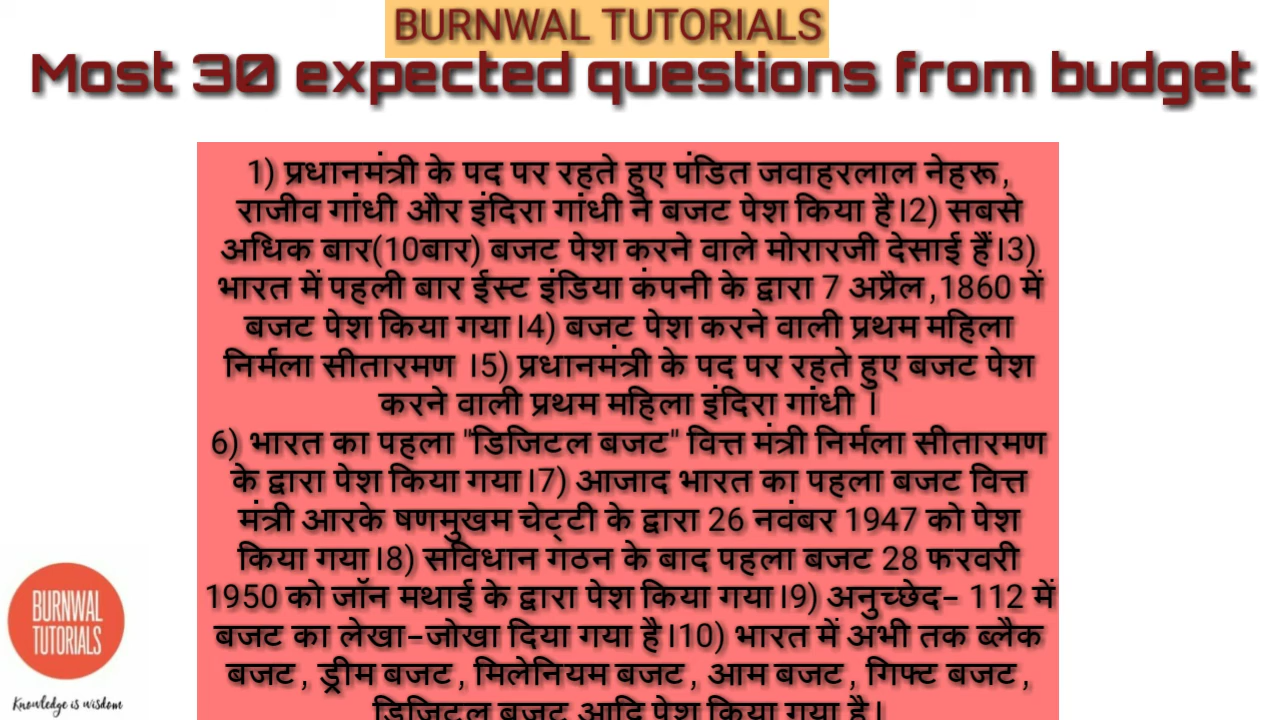 BURNWAL TUTORIALS
Most 30 expected questions from budget
1) प्रधानमंत्री के पद पर रहते हुए पंडित जवाहरलाल नेहरू,
राजीव गांधी और इंदिरा गांधी ने बजट पेश किया है।2) सबसे
अधिक बार(10बार) बजट पेश करने वाले मोरारजी देसाई हैं।3)
भारत में पहली बार ईस्ट इंडिया कंपनी के द्वारा 7 अप्रैल,1860 में
बजट पेश किया गया।4) बजट पेश करने वाली प्रथम महिला
निर्मला सीतारमण ।5) प्रधानमंत्री के पद पर रहते हुए बजट पेश
करने वाली प्रथम महिला इंदिरा गांधी ।
6) भारत का पहला "डिजिटल बजट" वित्त मंत्री निर्मला सीतारमण
के द्वारा पेश किया गया।7) आजाद भारत का पहला बजट वित्त
मंत्री आरके षणमुखम चेट्टी के द्वारा 26 नवंबर 1947 को पेश
किया गया।8) संविधान गठन के बाद पहला बजट 28 फरवरी
1950 को जॉन मथाई के द्वारा पेश किया गया।9) अनुच्छेद- 112 में
बजट का लेखा-जोखा दिया गया है।10) भारत में अभी तक ब्लैक
बजट, ड्रीम बजट, मिलेनियम बजट, आम बजट, गिफ्ट बजट,
डिजिटल बजट आदि पेश किया गया है।
BURNWAL
TUTORIALS
Knowledge is wisdom